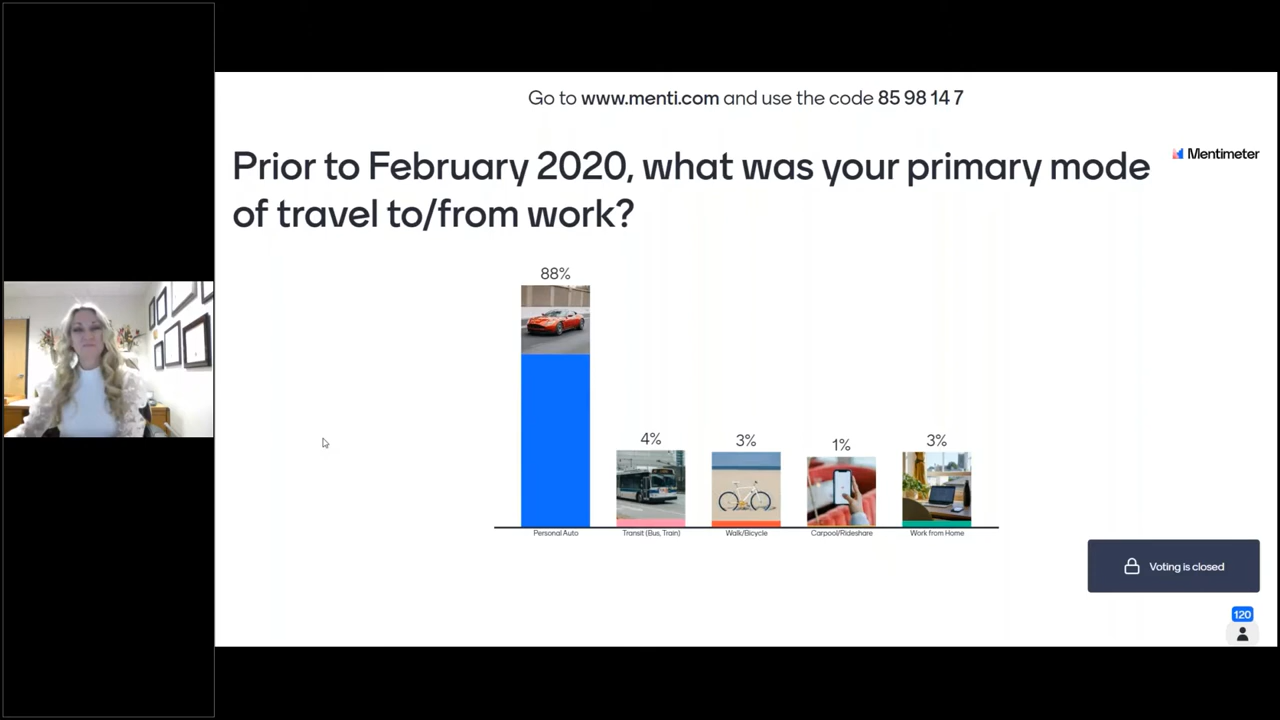 Go to www.menti.com and use the code 85 98 14 7
Prior to February 2020, what was your primary mode
of travel to/from work?
Mentimeter
88%
4%
3%
1%
3%
Personal Auto
Transit (Bus, Train)
Walk/Bicycle
Carpool/Rideshare
Work from Home
Voting is closed
120